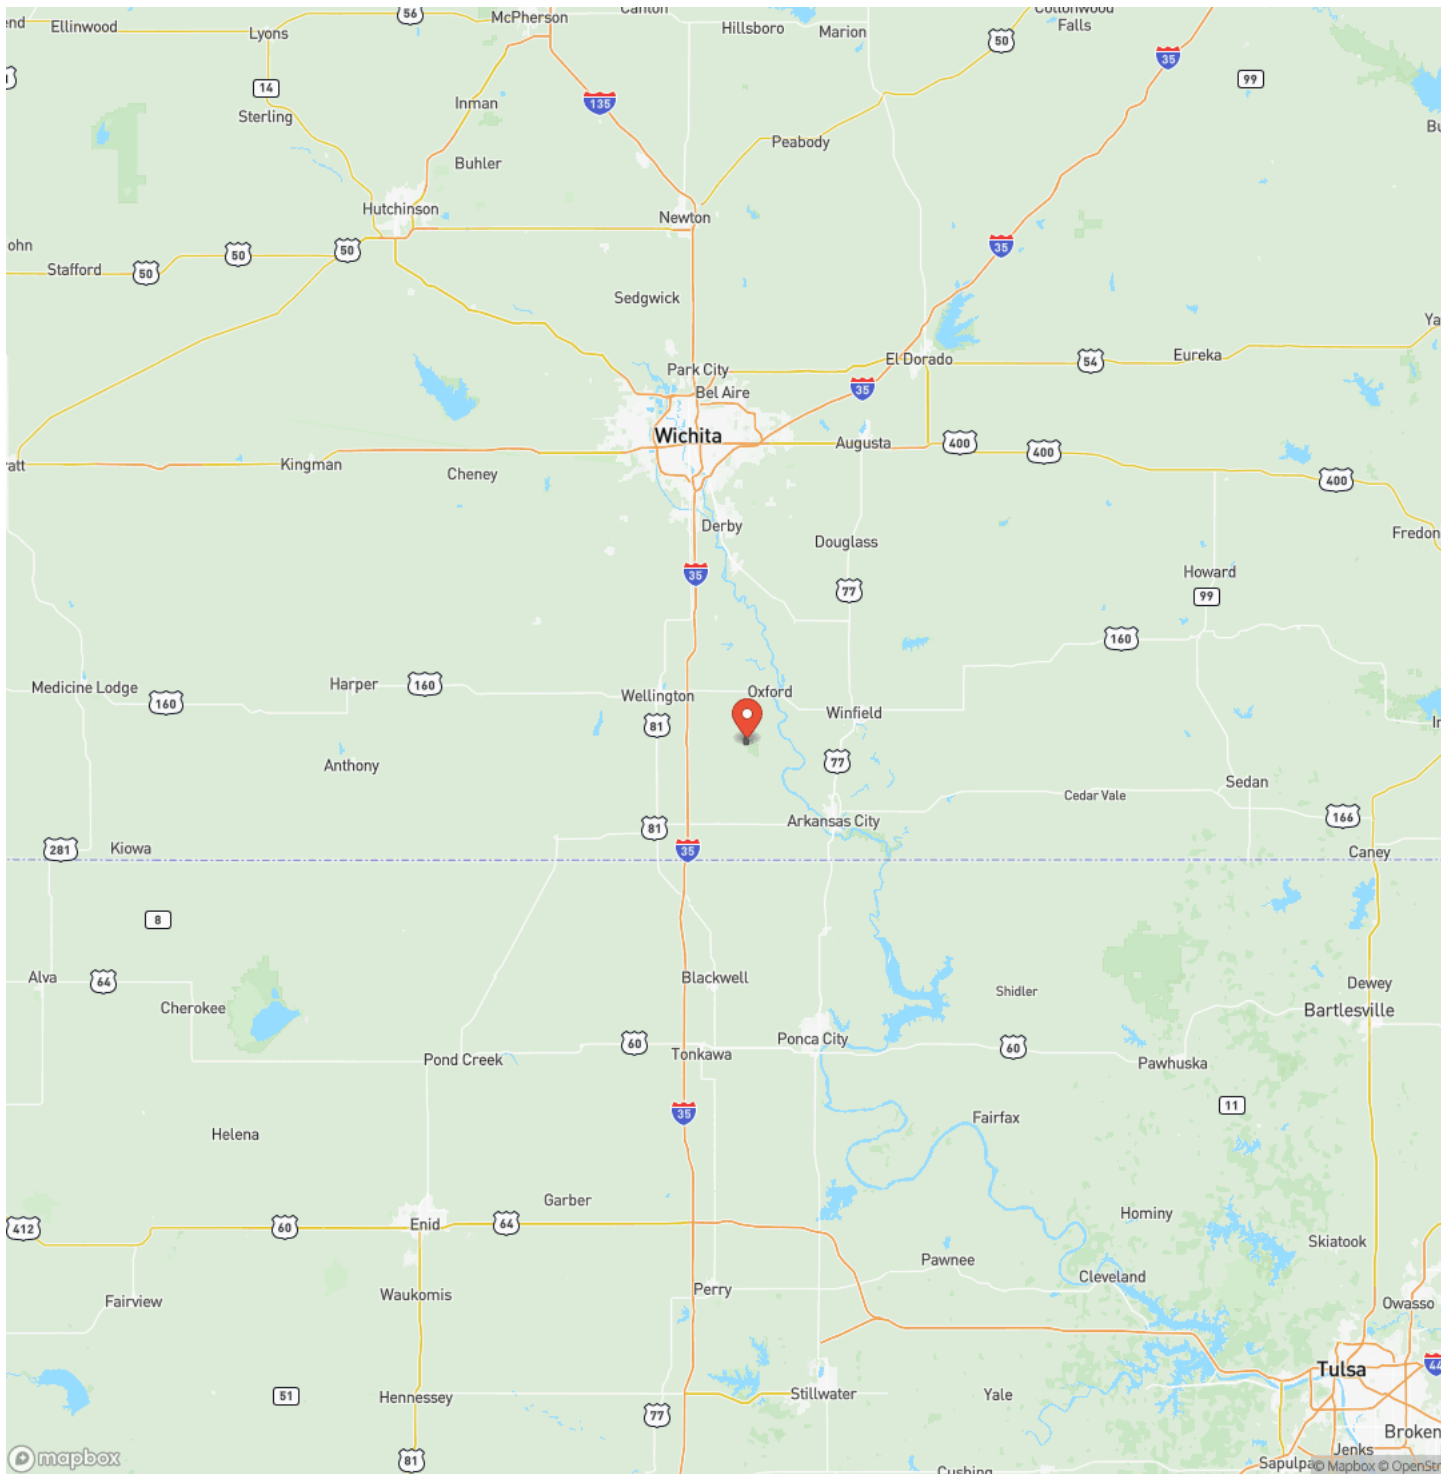 56
McPherson
Canton
Cottonwood
Falls
end
Ellinwood
Lyons
Hillsboro
Marion
50
35
14
135
99
Inman
Sterling
Peabody
Buhler
Hutchinson
Newton
ohn
50
50
50
35
Stafford
Sedgwick
Park City
El Dorado
54
Eureka
Bel Aire
35
Wichita
Augusta
400
400
att
Kingman
Cheney
400
Derby
Douglass
Fredon
35
77
Howard
99
160
Medicine Lodge
160
Harper
160
Wellington
Oxford
Winfield
81
77
Anthony
Sedan
Cedar Vale
81
Arkansas City
166
281
Kiowa
35
Caney
8
Alva
64
Blackwell
Shidler
Dewey
Cherokee
Bartlesville
60
Ponca City
60
Pond Creek
Tonkawa
Pawhuska
35
11
Fairfax
Helena
Garber
412
60
Enid
64
Hominy
Skiatook
Pawnee
Cleveland
Perry
Waukomis
Fairview
Owasso
Tulsa
44
51
Hennessey
Stillwater
Yale
77
Broken
Jenks
81
mapbox
Cushing
Sapulpa
© Mapbox © OpenStr